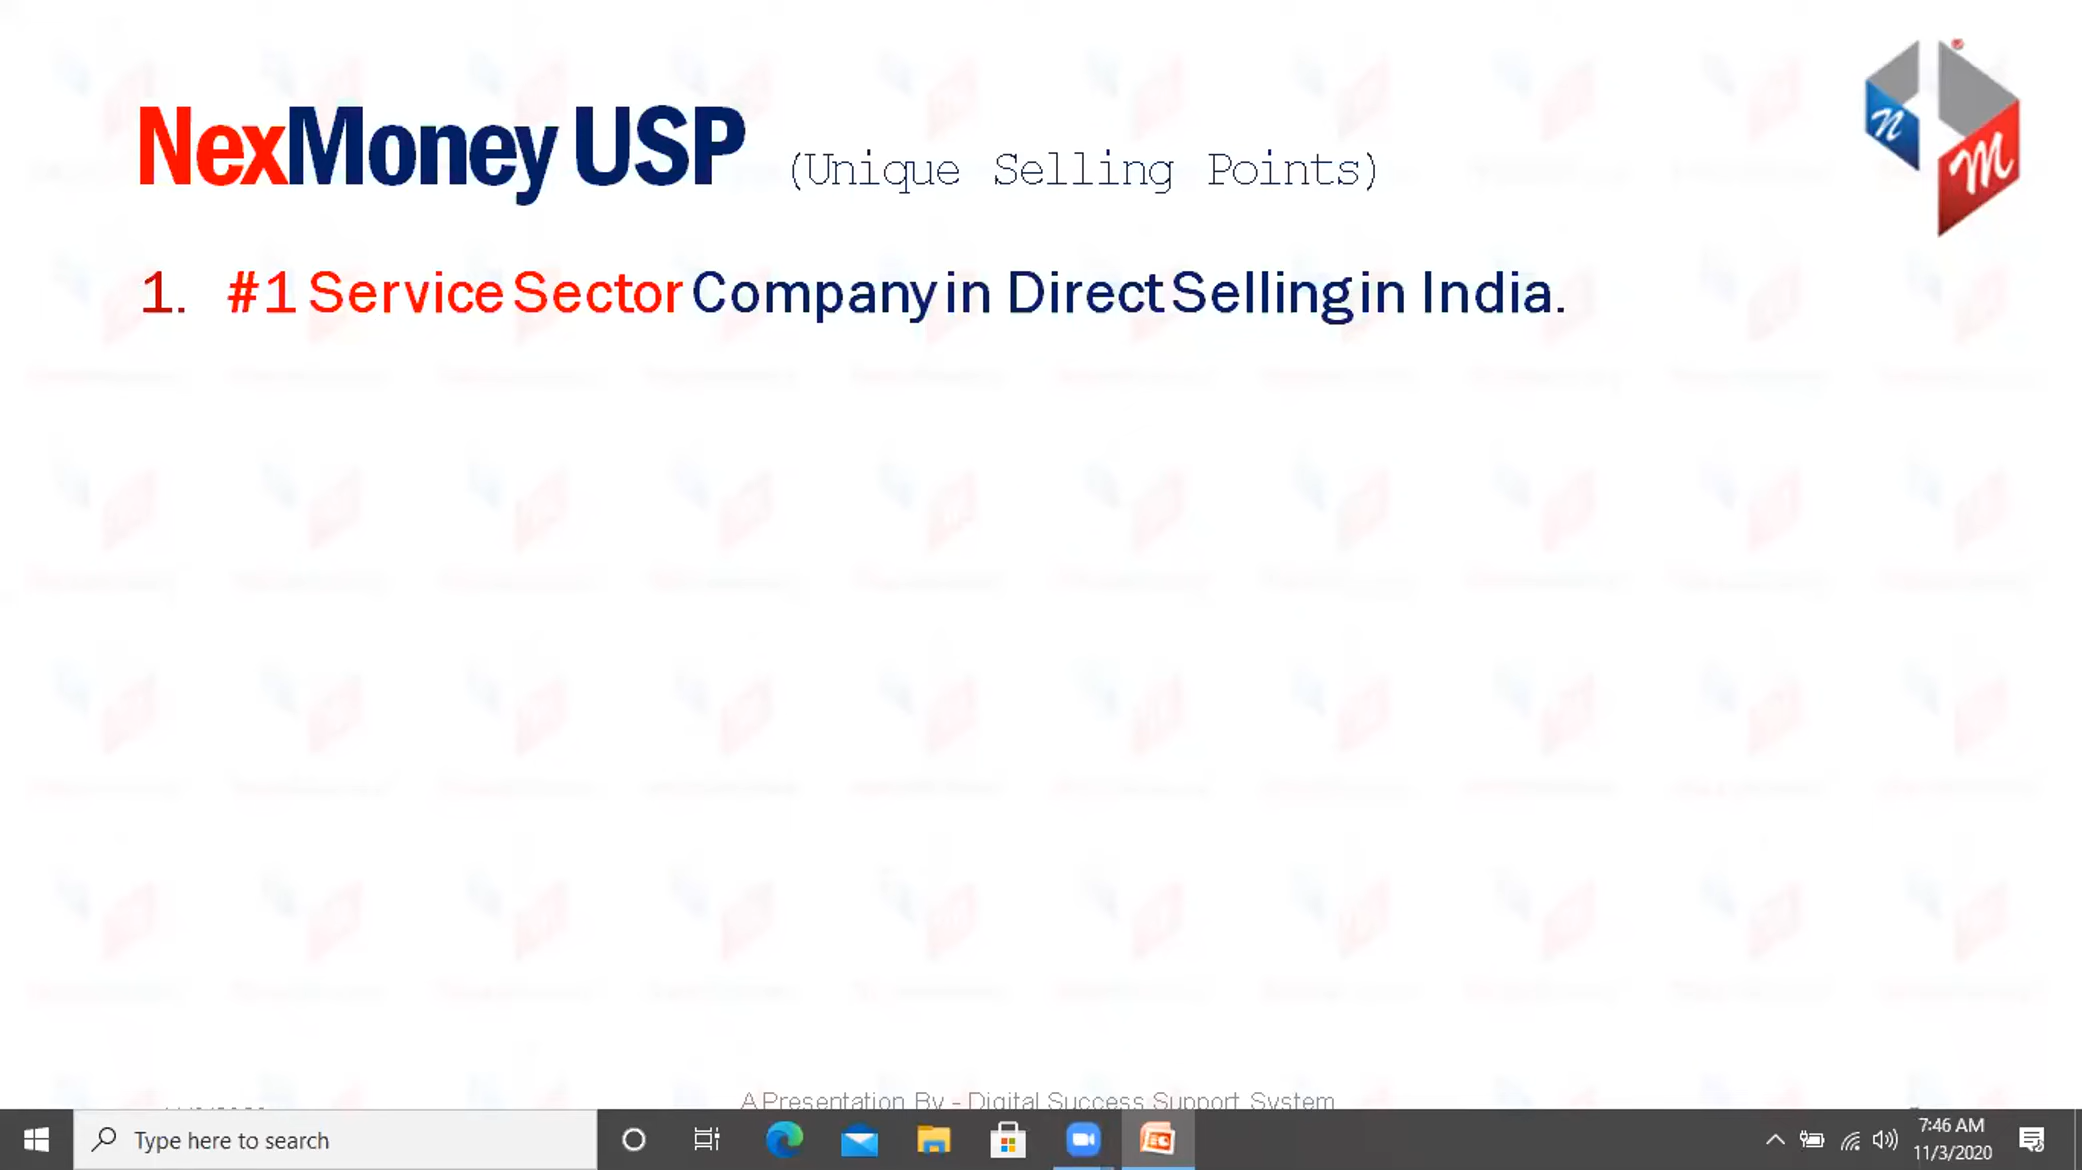 NexMoney USP (Unique Selling Points)
n
M
1. #1 Service Sector Company in Direct Selling in India.
A Presentation By - Digital Success Support System
Type here to search
7:46 AM
11/3/2020